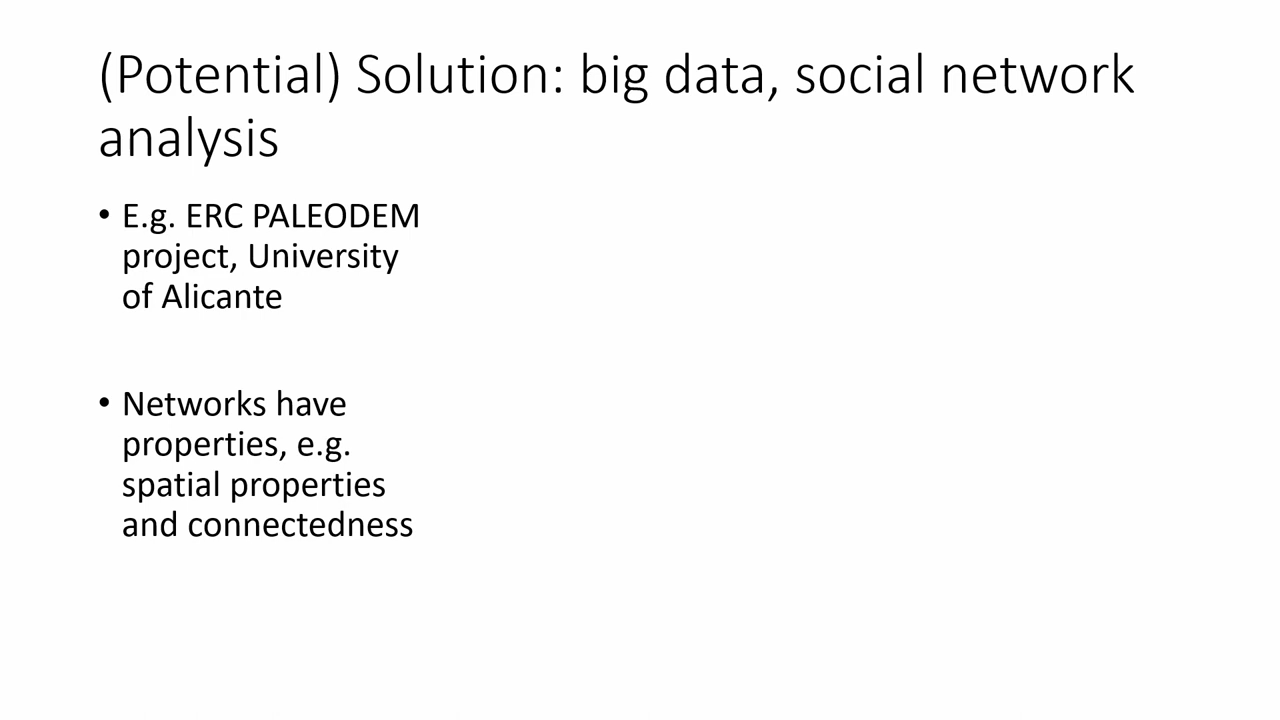 (Potential) Solution: big data, social network
analysis
• E.g. ERC PALEODEM
project, University
of Alicante
• Networks have
properties, e.g.
spatial properties
and connectedness